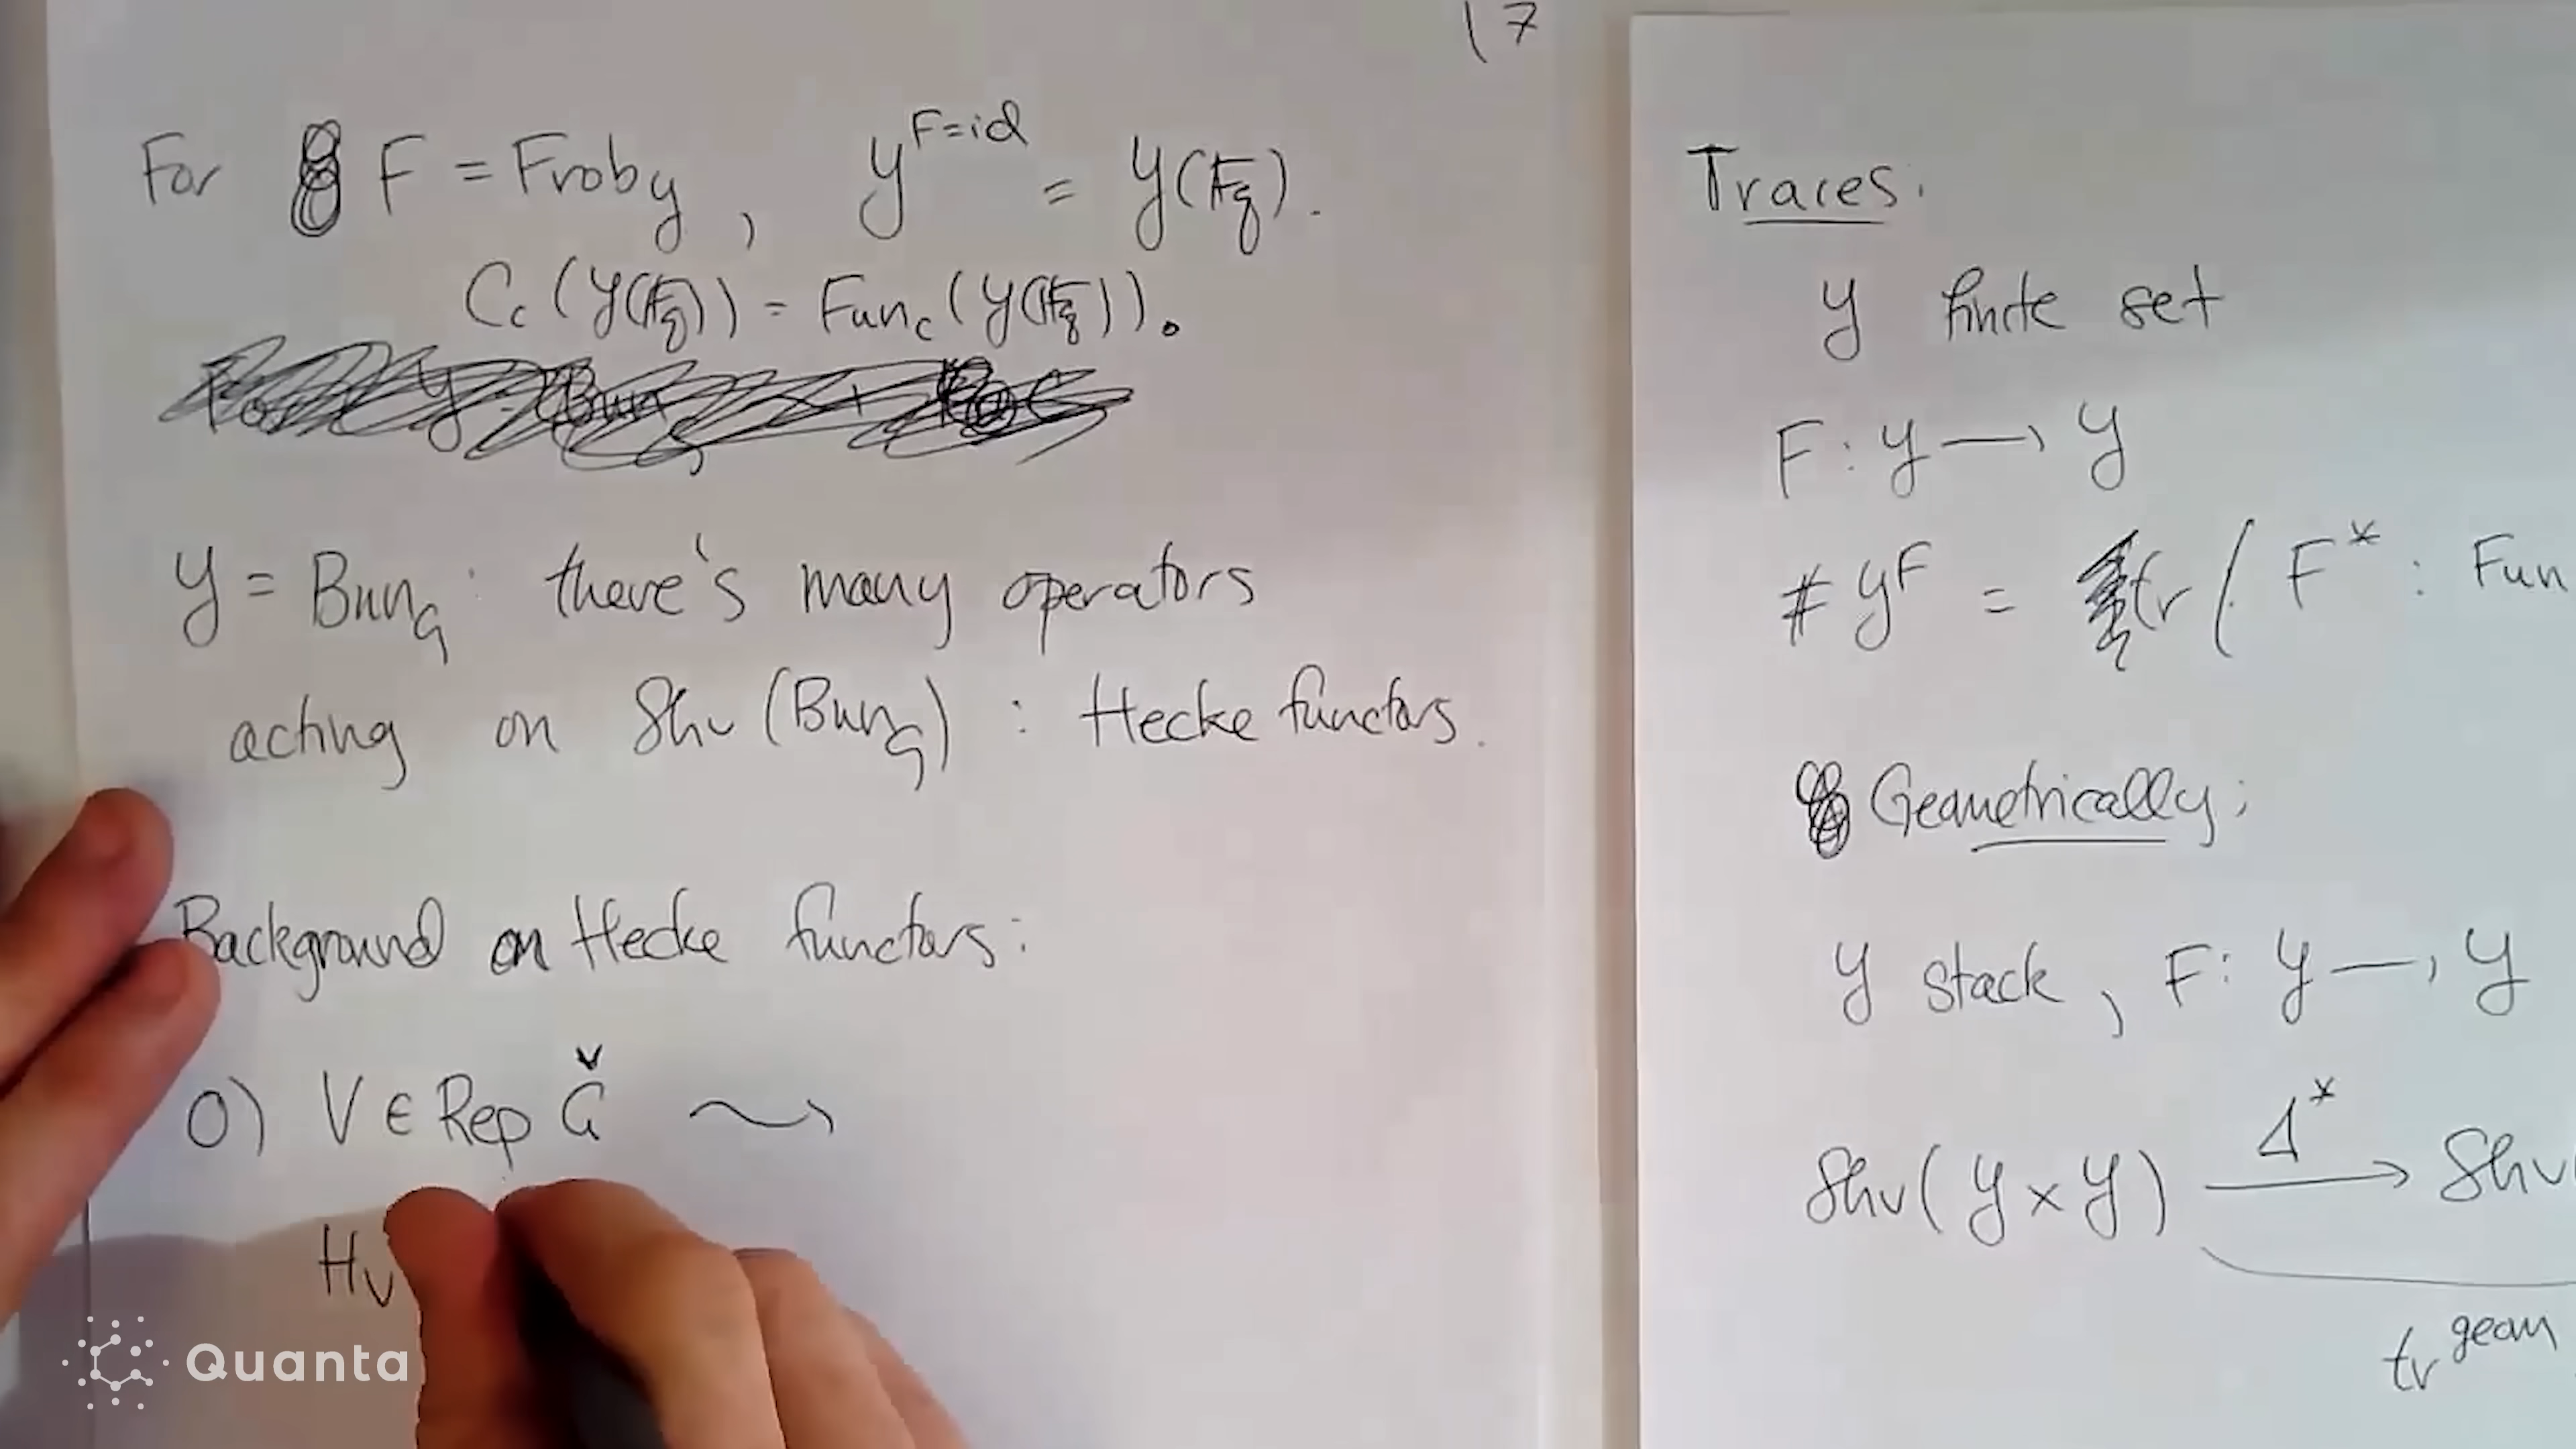 17
For F = Frob_y, y^{F=id} = y(F_q).
C_c(y(F_q)) = Fun_c(y(F_q)).
y = Bun_G: there's many operators
acting on Shv(Bun_G): Hecke functors.
Background on Hecke functors:
0) V ∈ Rep Ǧ ⇝
H_V
Quanta
Traces:
y finite set
F: y → y
# y^F = tr( F^* : Fun
Geometrically:
y stack, F: y → y
Shv(y × y) —Δ^*→ Shv(
tr^geom